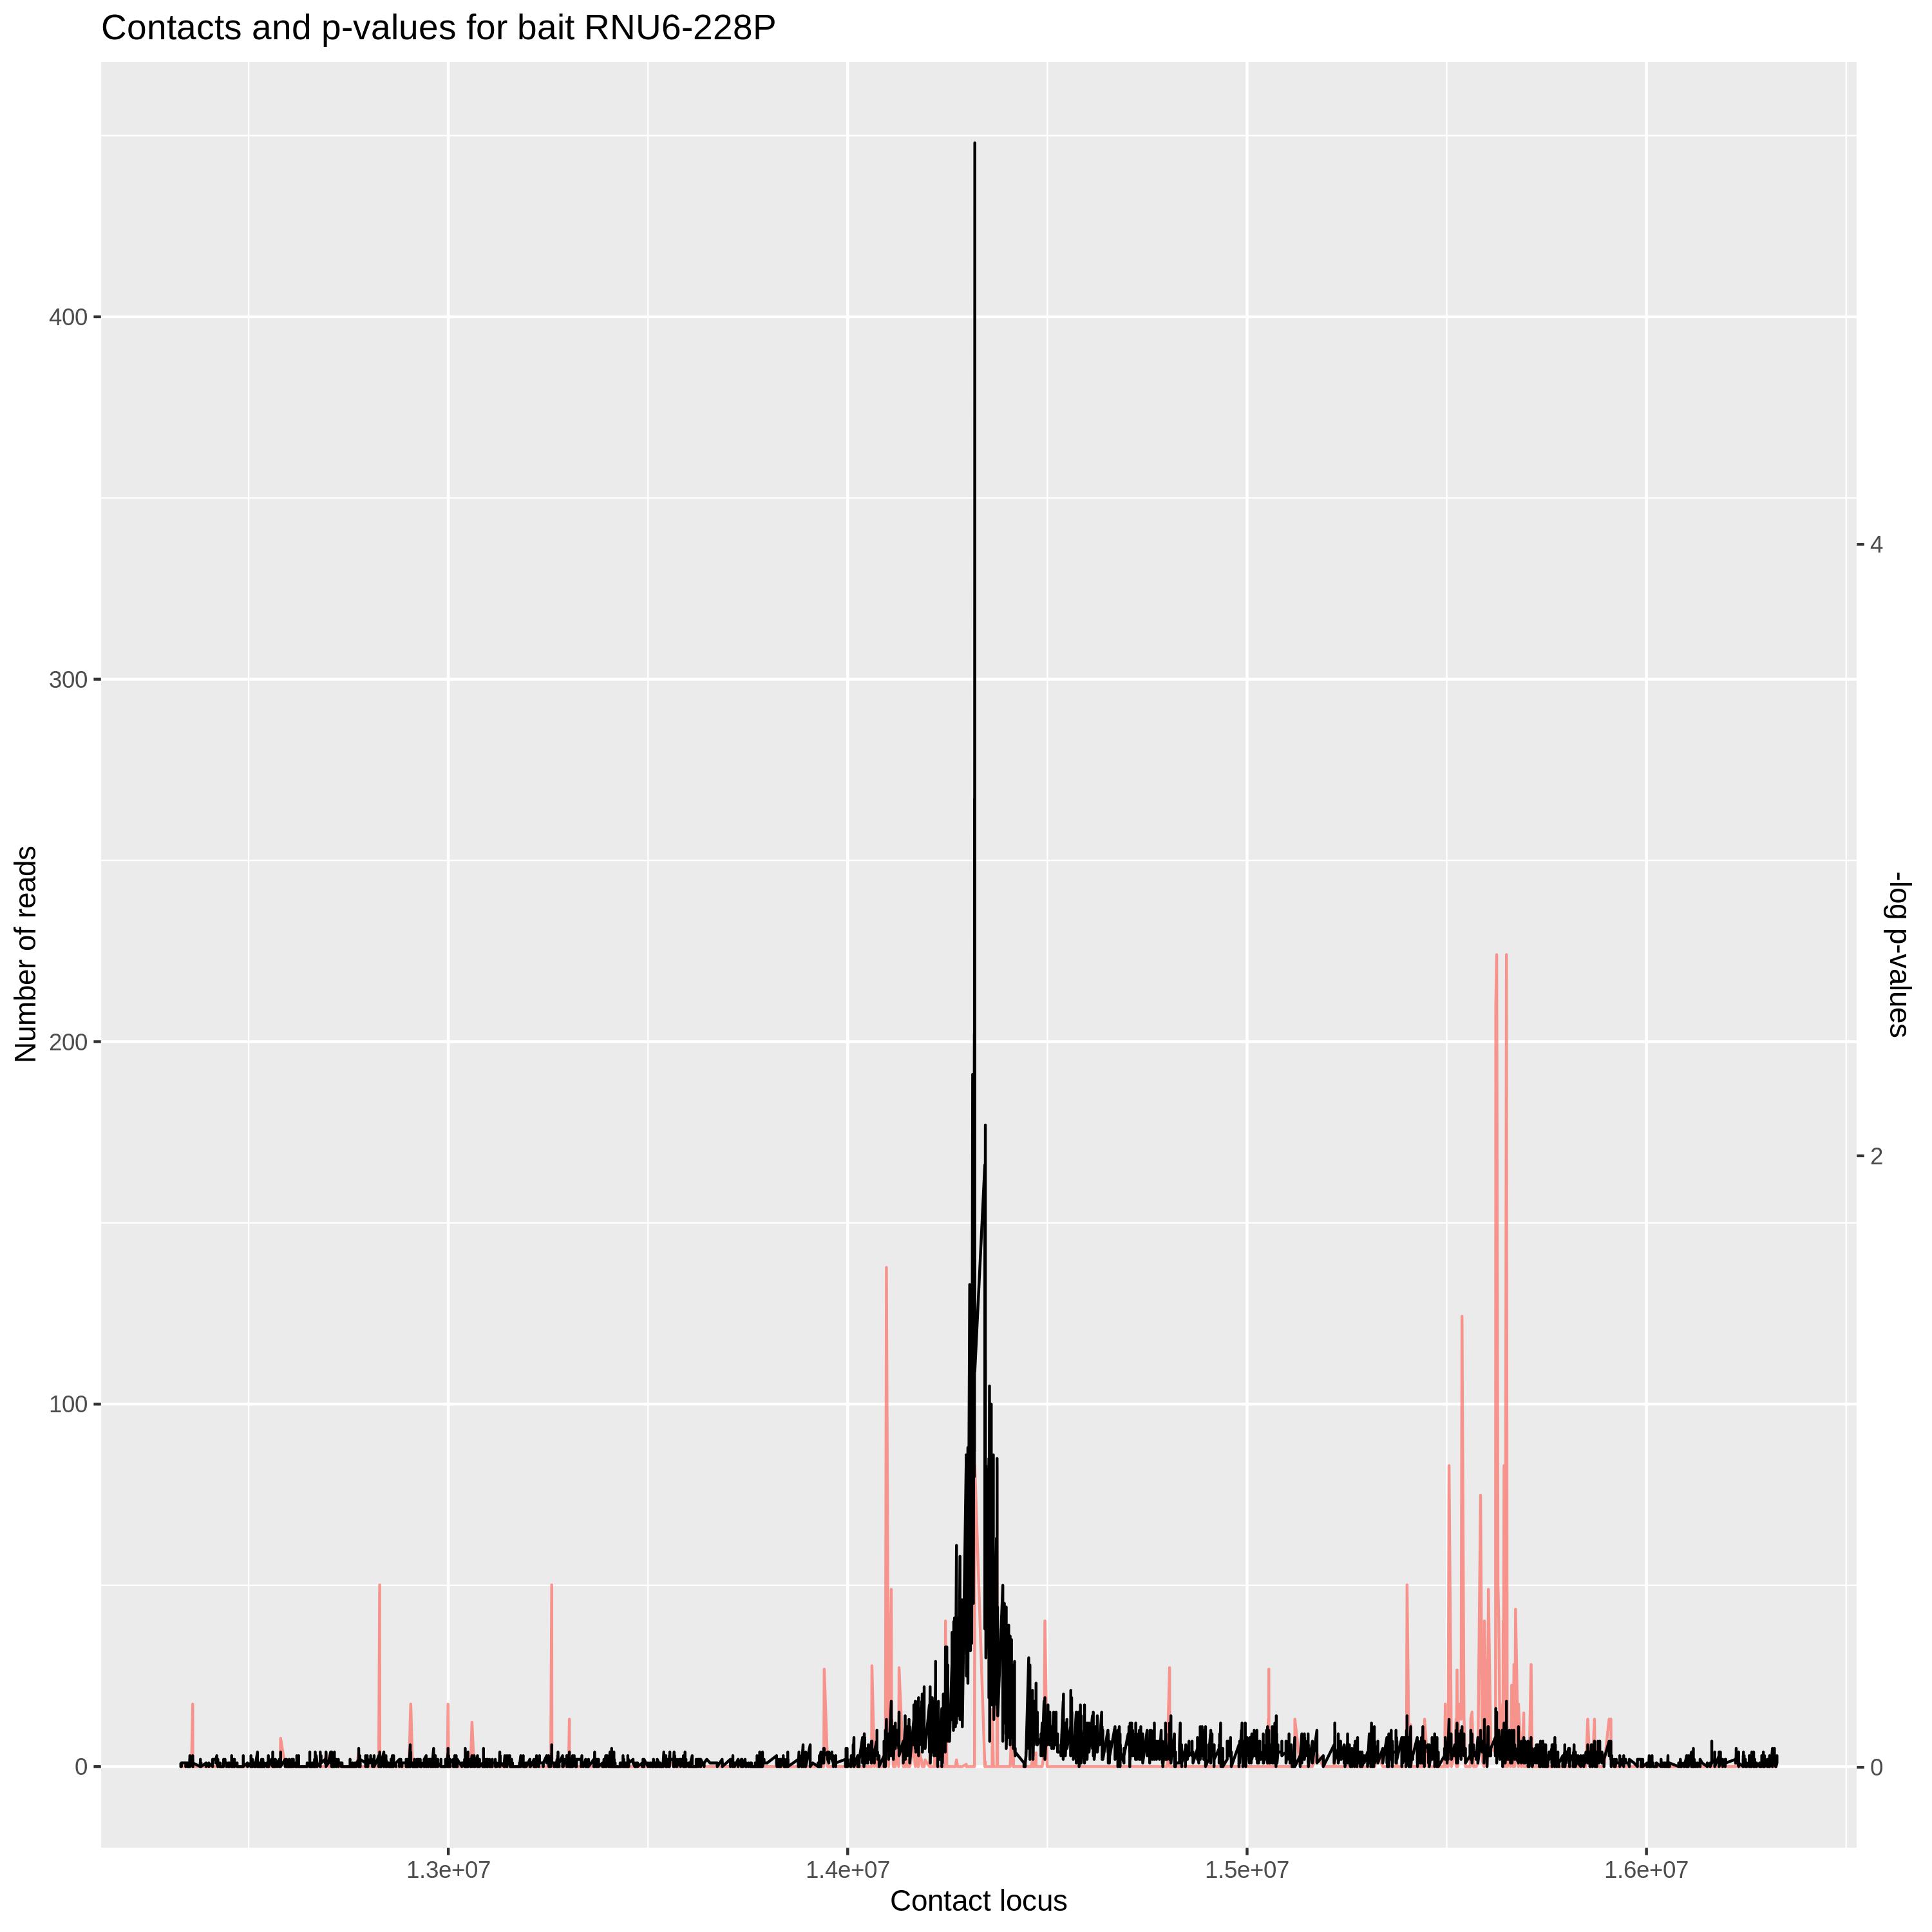 Contacts and p-values for bait RNU6-228P
400
300
200
100
0
Number of reads
4
2
0
-log p-values
1.3e+07
1.4e+07
1.5e+07
1.6e+07
Contact locus